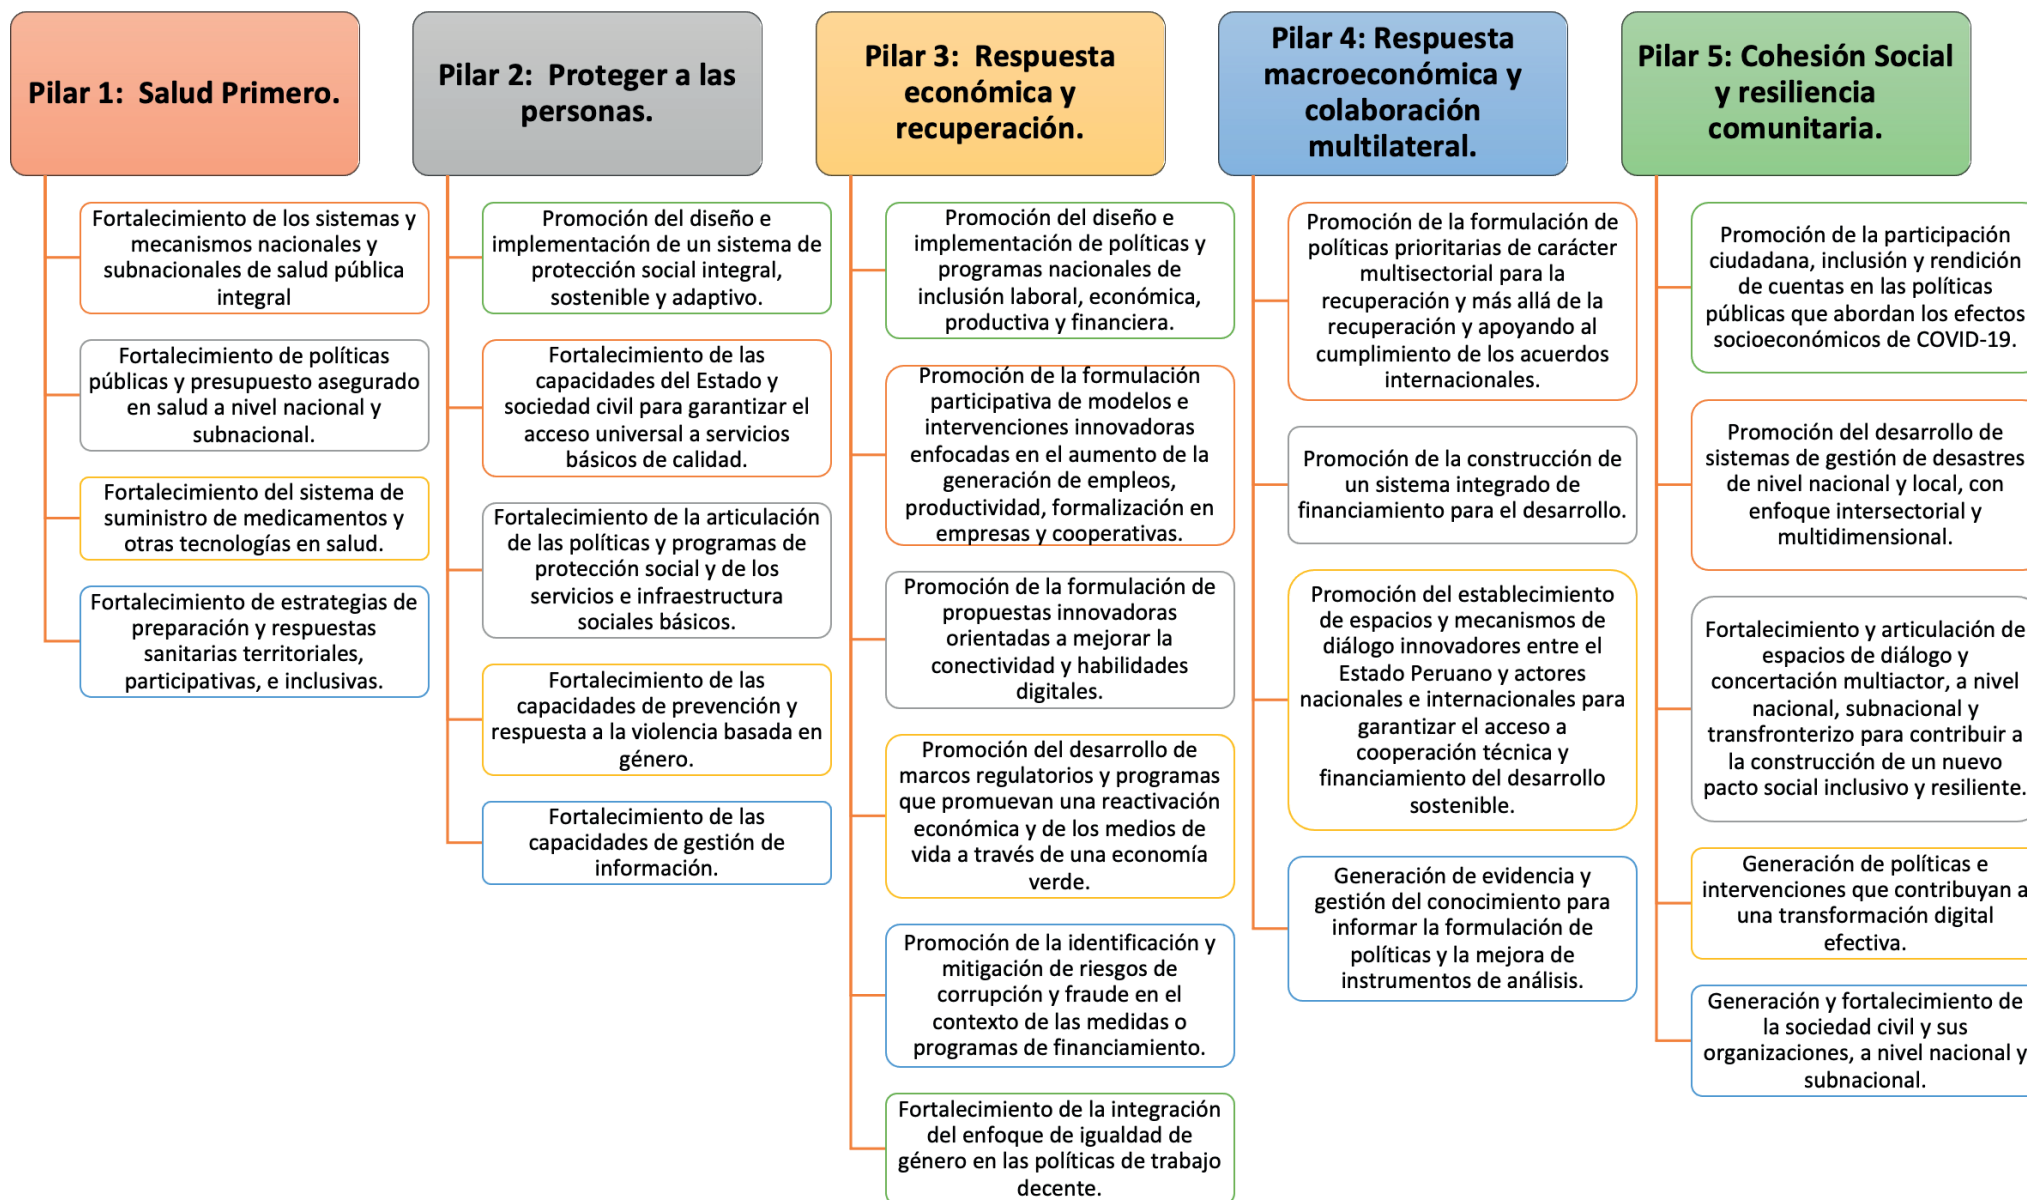 Pilar 1:  Salud Primero.
Fortalecimiento de los sistemas y
mecanismos nacionales y
subnacionales de salud pública
integral
Fortalecimiento de políticas
públicas y presupuesto asegurado
en salud a nivel nacional y
subnacional.
Fortalecimiento del sistema de
suministro de medicamentos y
otras tecnologías en salud.
Fortalecimiento de estrategias de
preparación y respuestas
sanitarias territoriales,
participativas, e inclusivas.
Pilar 2:  Proteger a las
personas.
Promoción del diseño e
implementación de un sistema de
protección social integral,
sostenible y adaptivo.
Fortalecimiento de las
capacidades del Estado y
sociedad civil para garantizar el
acceso universal a servicios
básicos de calidad.
Fortalecimiento de la articulación
de las políticas y programas de
protección social y de los
servicios e infraestructura
sociales básicos.
Fortalecimiento de las
capacidades de prevención y
respuesta a la violencia basada en
género.
Fortalecimiento de las
capacidades de gestión de
información.
Pilar 3:  Respuesta
económica y
recuperación.
Promoción del diseño e
implementación de políticas y
programas nacionales de
inclusión laboral, económica,
productiva y financiera.
Promoción de la formulación
participativa de modelos e
intervenciones innovadoras
enfocadas en el aumento de la
generación de empleos,
productividad, formalización en
empresas y cooperativas.
Promoción de la formulación de
propuestas innovadoras
orientadas a mejorar la
conectividad y habilidades
digitales.
Promoción del desarrollo de
marcos regulatorios y programas
que promuevan una reactivación
económica y de los medios de
vida a través de una economía
verde.
Promoción de la identificación y
mitigación de riesgos de
corrupción y fraude en el
contexto de las medidas o
programas de financiamiento.
Fortalecimiento de la integración
del enfoque de igualdad de
género en las políticas de trabajo
decente.
Pilar 4: Respuesta
macroeconómica y
colaboración
multilateral.
Promoción de la formulación de
políticas prioritarias de carácter
multisectorial para la
recuperación y más allá de la
recuperación y apoyando al
cumplimiento de los acuerdos
internacionales.
Promoción de la construcción de
un sistema integrado de
financiamiento para el desarrollo.
Promoción del establecimiento
de espacios y mecanismos de
diálogo innovadores entre el
Estado Peruano y actores
nacionales e internacionales para
garantizar el acceso a
cooperación técnica y
financiamiento del desarrollo
sostenible.
Generación de evidencia y
gestión del conocimiento para
informar la formulación de
políticas y la mejora de
instrumentos de análisis.
Pilar 5: Cohesión Social
y resiliencia
comunitaria.
Promoción de la participación
ciudadana, inclusión y rendición
de cuentas en las políticas
públicas que abordan los efectos
socioeconómicos de COVID-19.
Promoción del desarrollo de
sistemas de gestión de desastres
de nivel nacional y local, con
enfoque intersectorial y
multidimensional.
Fortalecimiento y articulación de
espacios de diálogo y
concertación multiactor, a nivel
nacional, subnacional y
transfronterizo para contribuir a
la construcción de un nuevo
pacto social inclusivo y resiliente.
Generación de políticas e
intervenciones que contribuyan a
una transformación digital
efectiva.
Generación y fortalecimiento de
la sociedad civil y sus
organizaciones, a nivel nacional y
subnacional.